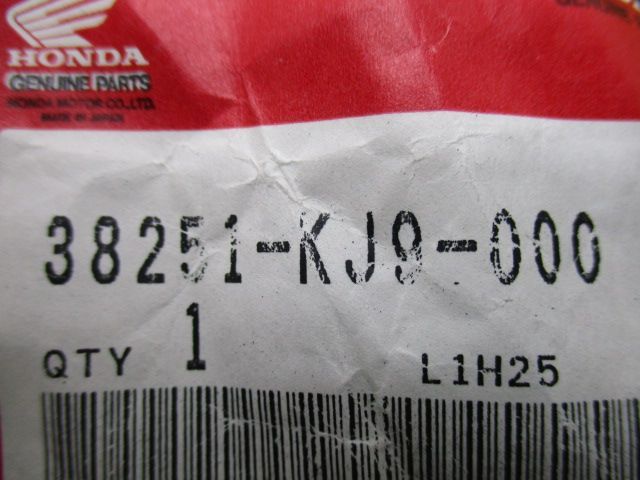 HONDA
GENUINE PARTS
HONDA MOTOR CO.,LTD.
MADE IN JAPAN
38251-KJ9-000
QTY 1
L1H25